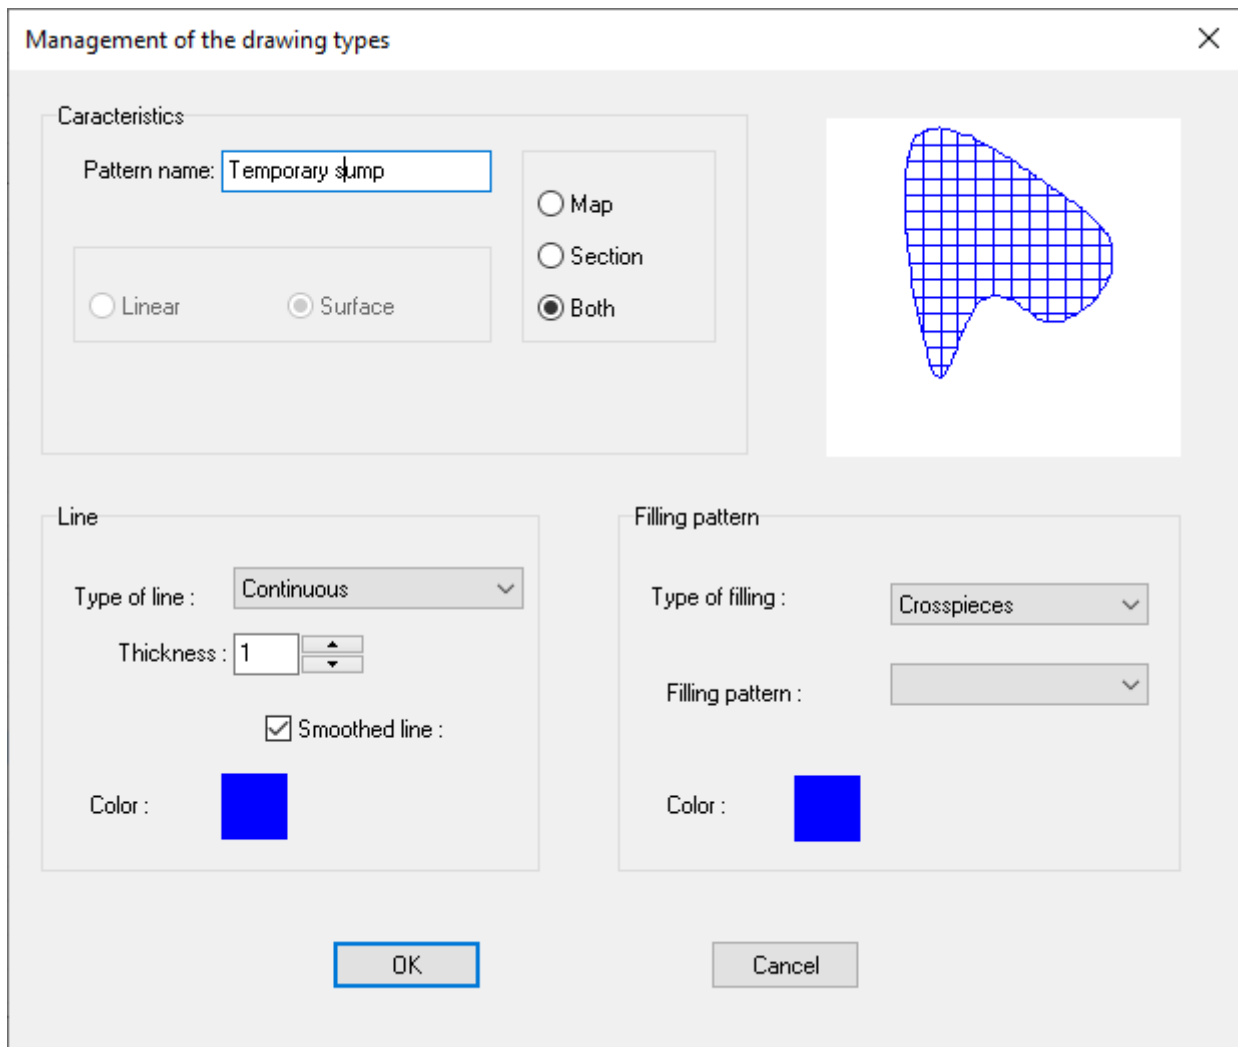 Management of the drawing types
Caracteristics
Pattern name: Temporary sump
Map
Section
Both
Linear
Surface
Line
Type of line : Continuous
Thickness : 1
Smoothed line :
Color :
Filling pattern
Type of filling : Crosspieces
Filling pattern :
Color :
OK
Cancel